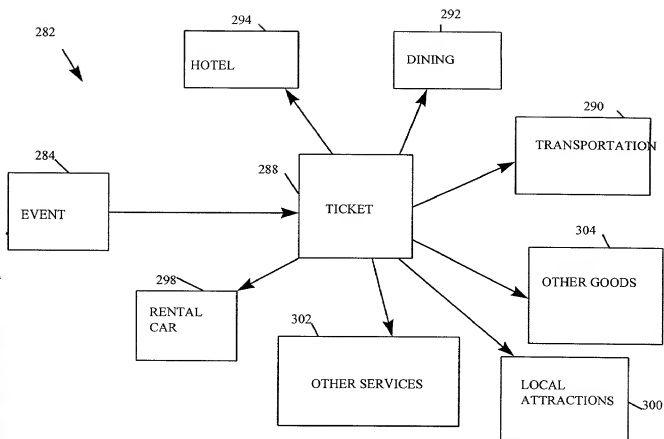 282
294
HOTEL
292
DINING
290
TRANSPORTATION
284
EVENT
288
TICKET
304
OTHER GOODS
298
RENTAL
CAR
302
OTHER SERVICES
LOCAL
ATTRACTIONS
300